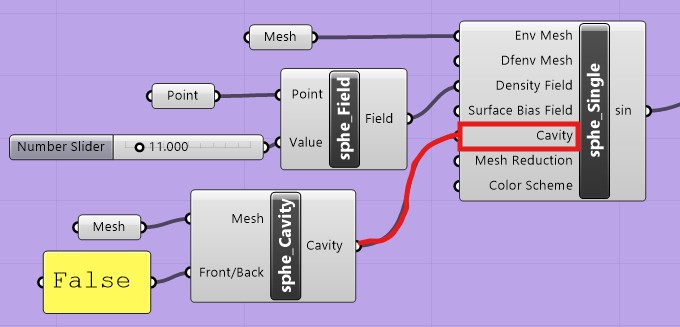 Mesh
Point
Number Slider
11.000
Point
Value
sphe_Field
Field
Mesh
False
Mesh
Front/Back
sphe_Cavity
Cavity
Env Mesh
Dfenv Mesh
Density Field
Surface Bias Field
Cavity
Mesh Reduction
Color Scheme
sphe_Single
sin